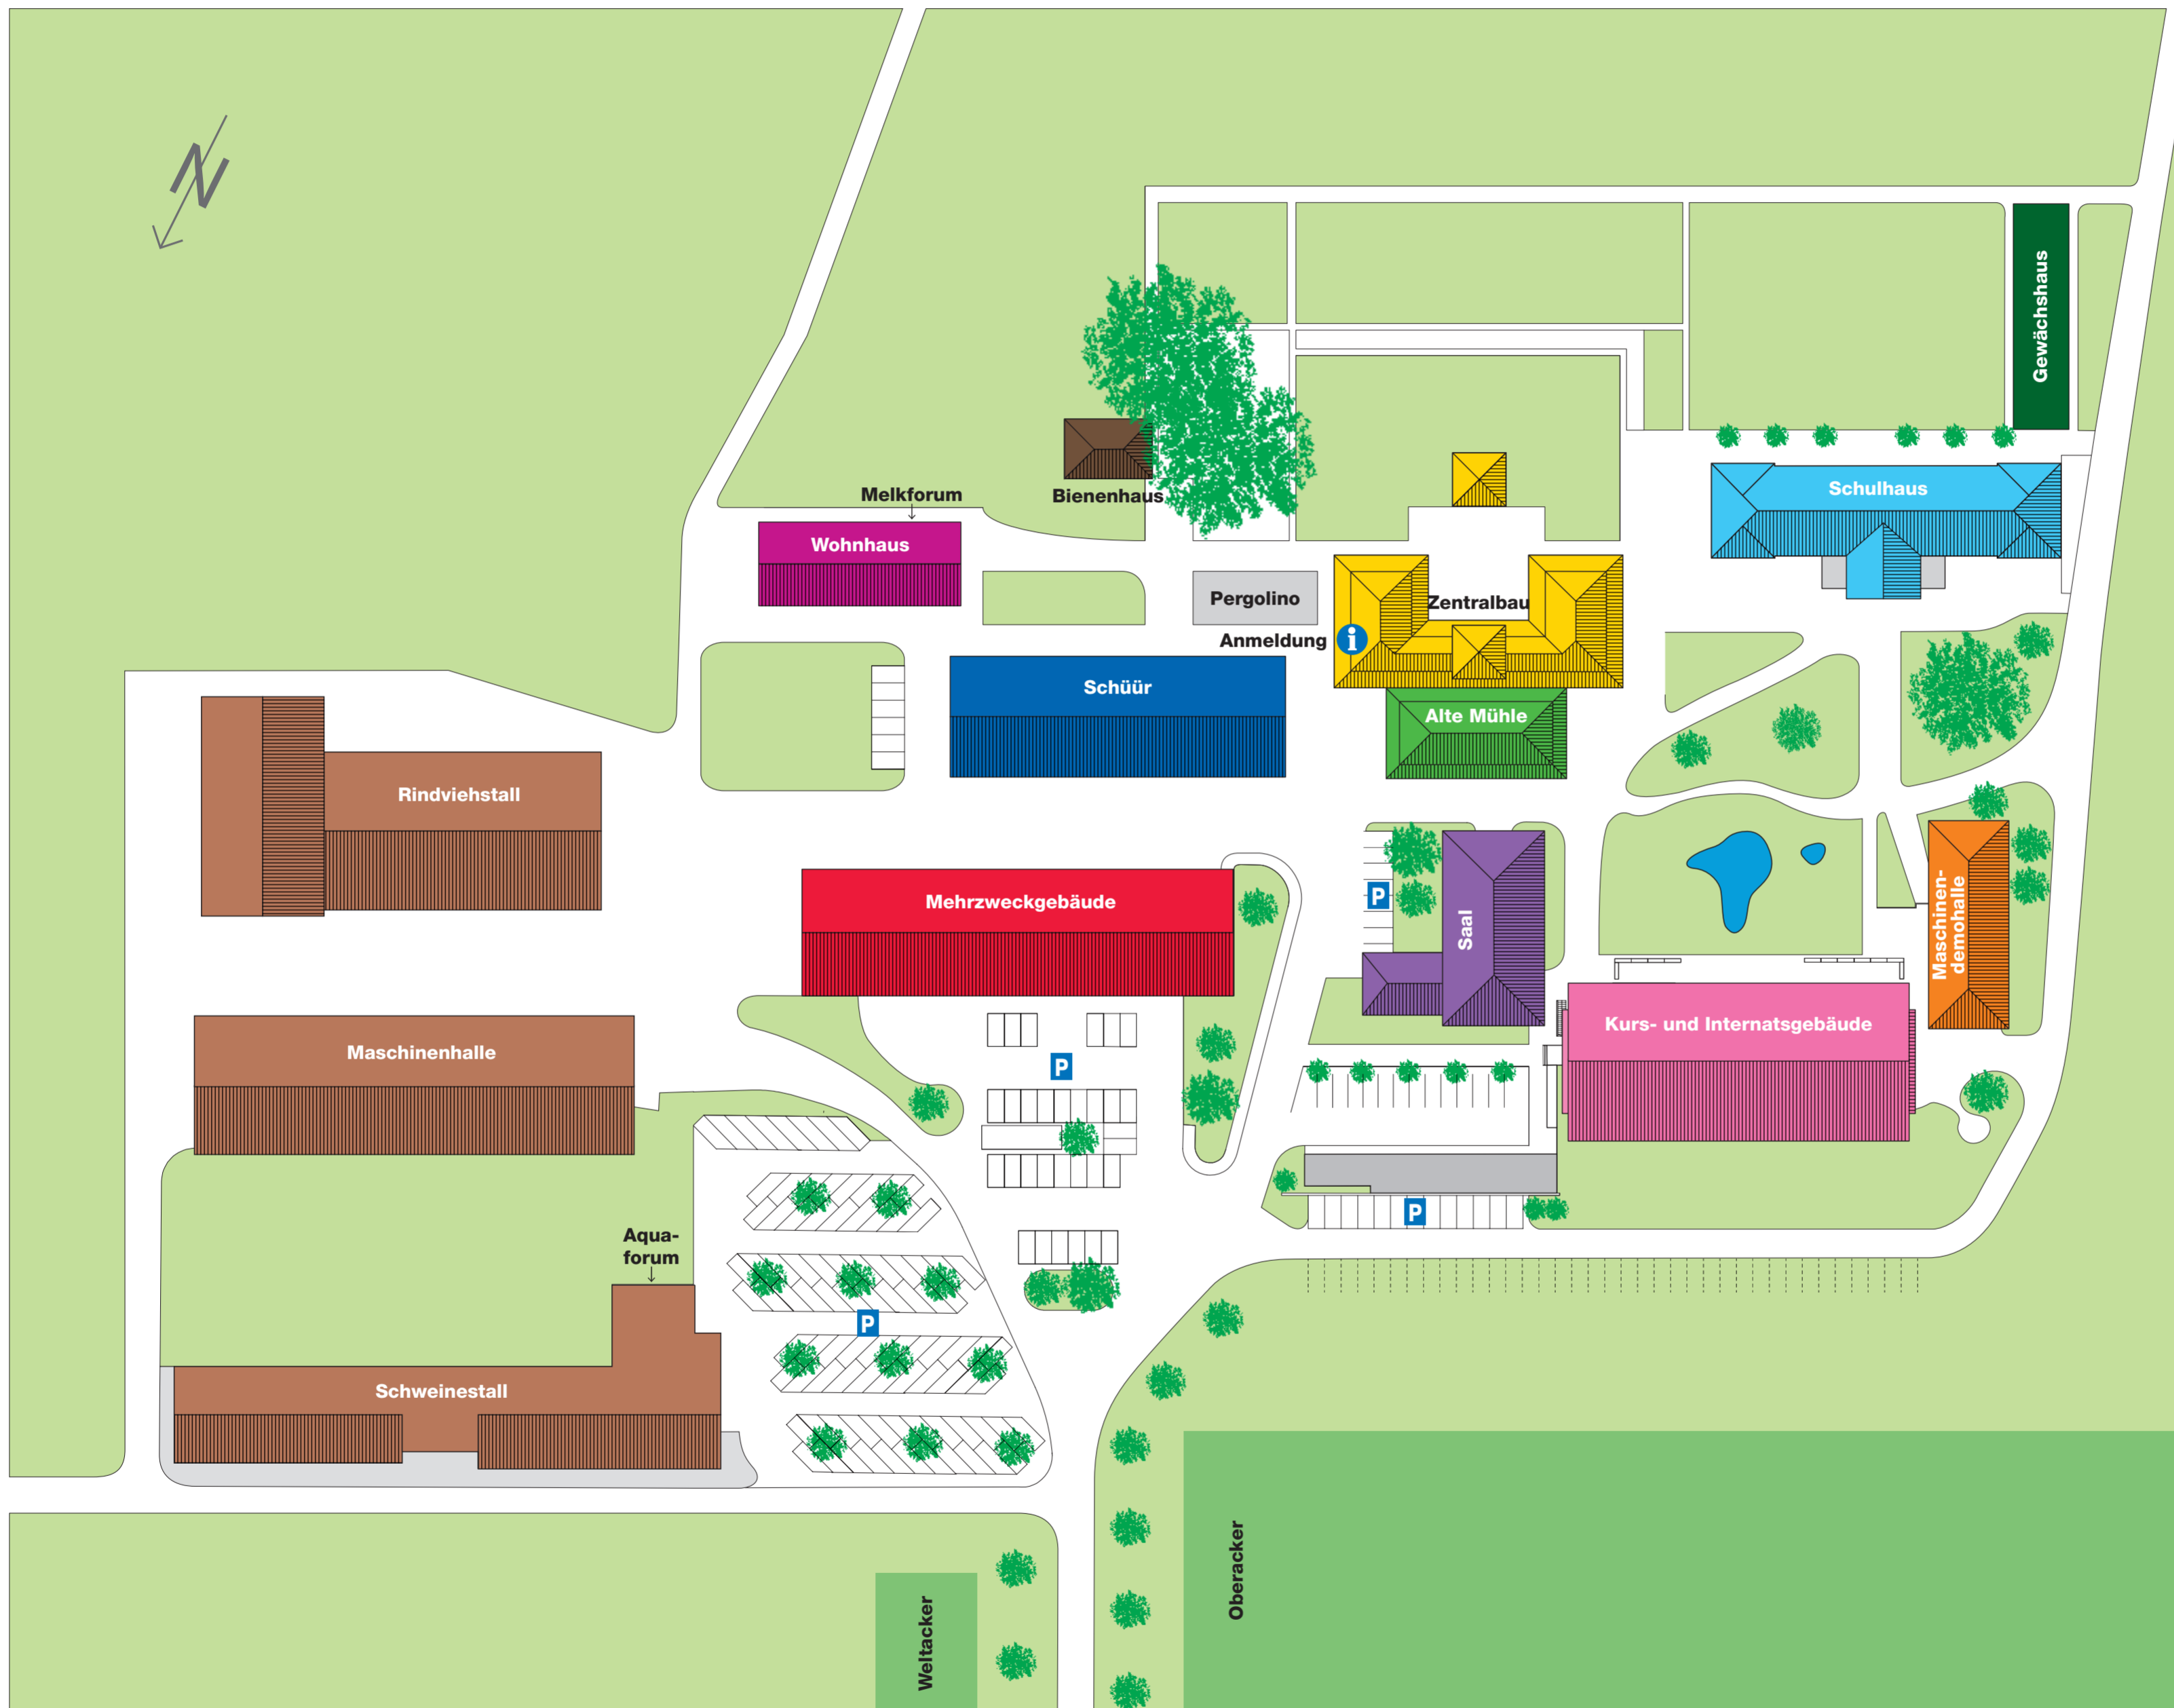 N
Gewächshaus
Schulhaus
Melkforum
Bienenhaus
Wohnhaus
Pergolino
Zentralbau
Anmeldung
i
Schüür
Alte Mühle
Rindviehstall
Mehrzweckgebäude
P
Saal
Maschinen-
demohalle
Kurs- und Internatsgebäude
Maschinenhalle
P
P
Aqua-
forum
P
Schweinestall
Oberacker
Weltacker